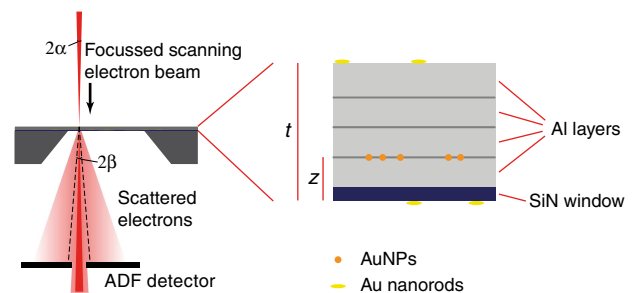 2α
Focussed scanning
electron beam
2β
Scattered
electrons
ADF detector
t
z
Al layers
SiN window
AuNPs
Au nanorods